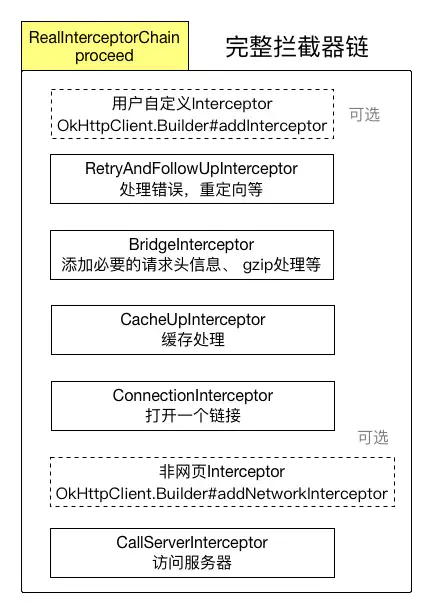 RealInterceptorChain
proceed
完整拦截器链
用户自定义Interceptor
OkHttpClient.Builder#addInterceptor
可选
RetryAndFollowUpInterceptor
处理错误，重定向等
BridgeInterceptor
添加必要的请求头信息、 gzip处理等
CacheUpInterceptor
缓存处理
ConnectionInterceptor
打开一个链接
可选
非网页Interceptor
OkHttpClient.Builder#addNetworkInterceptor
CallServerInterceptor
访问服务器